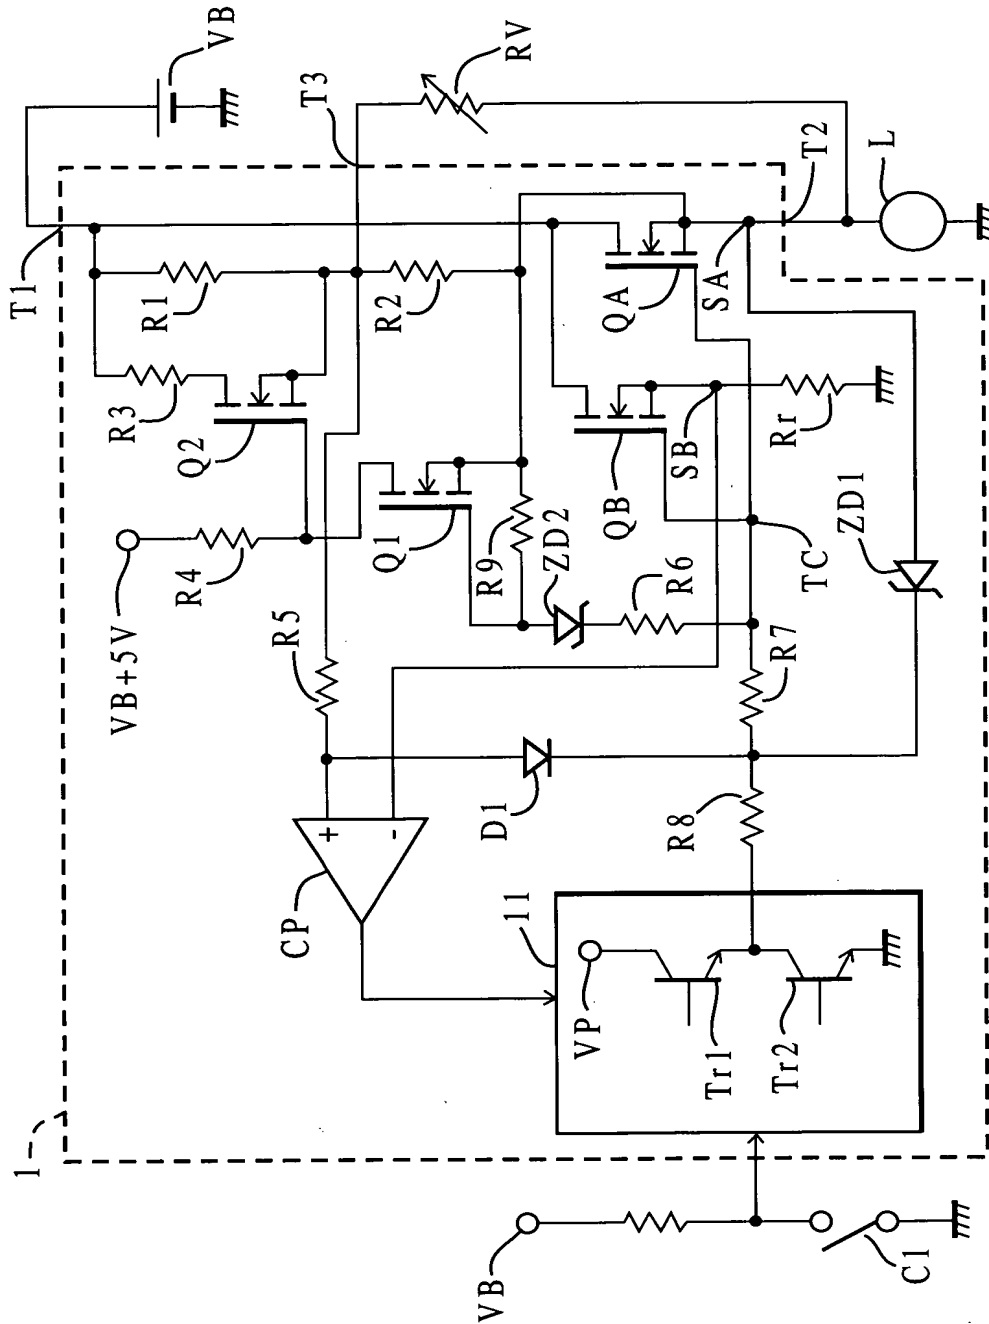 VB
T1
T3
RV
R1
R2
R3
Q2
T2
L
SA
QA
VB+5V
R4
Q1
R9
ZD2
QB
SB
Rr
R5
R6
TC
ZD1
R7
CP
D1
R8
11
VP
Tr1
Tr2
1
VB
C1